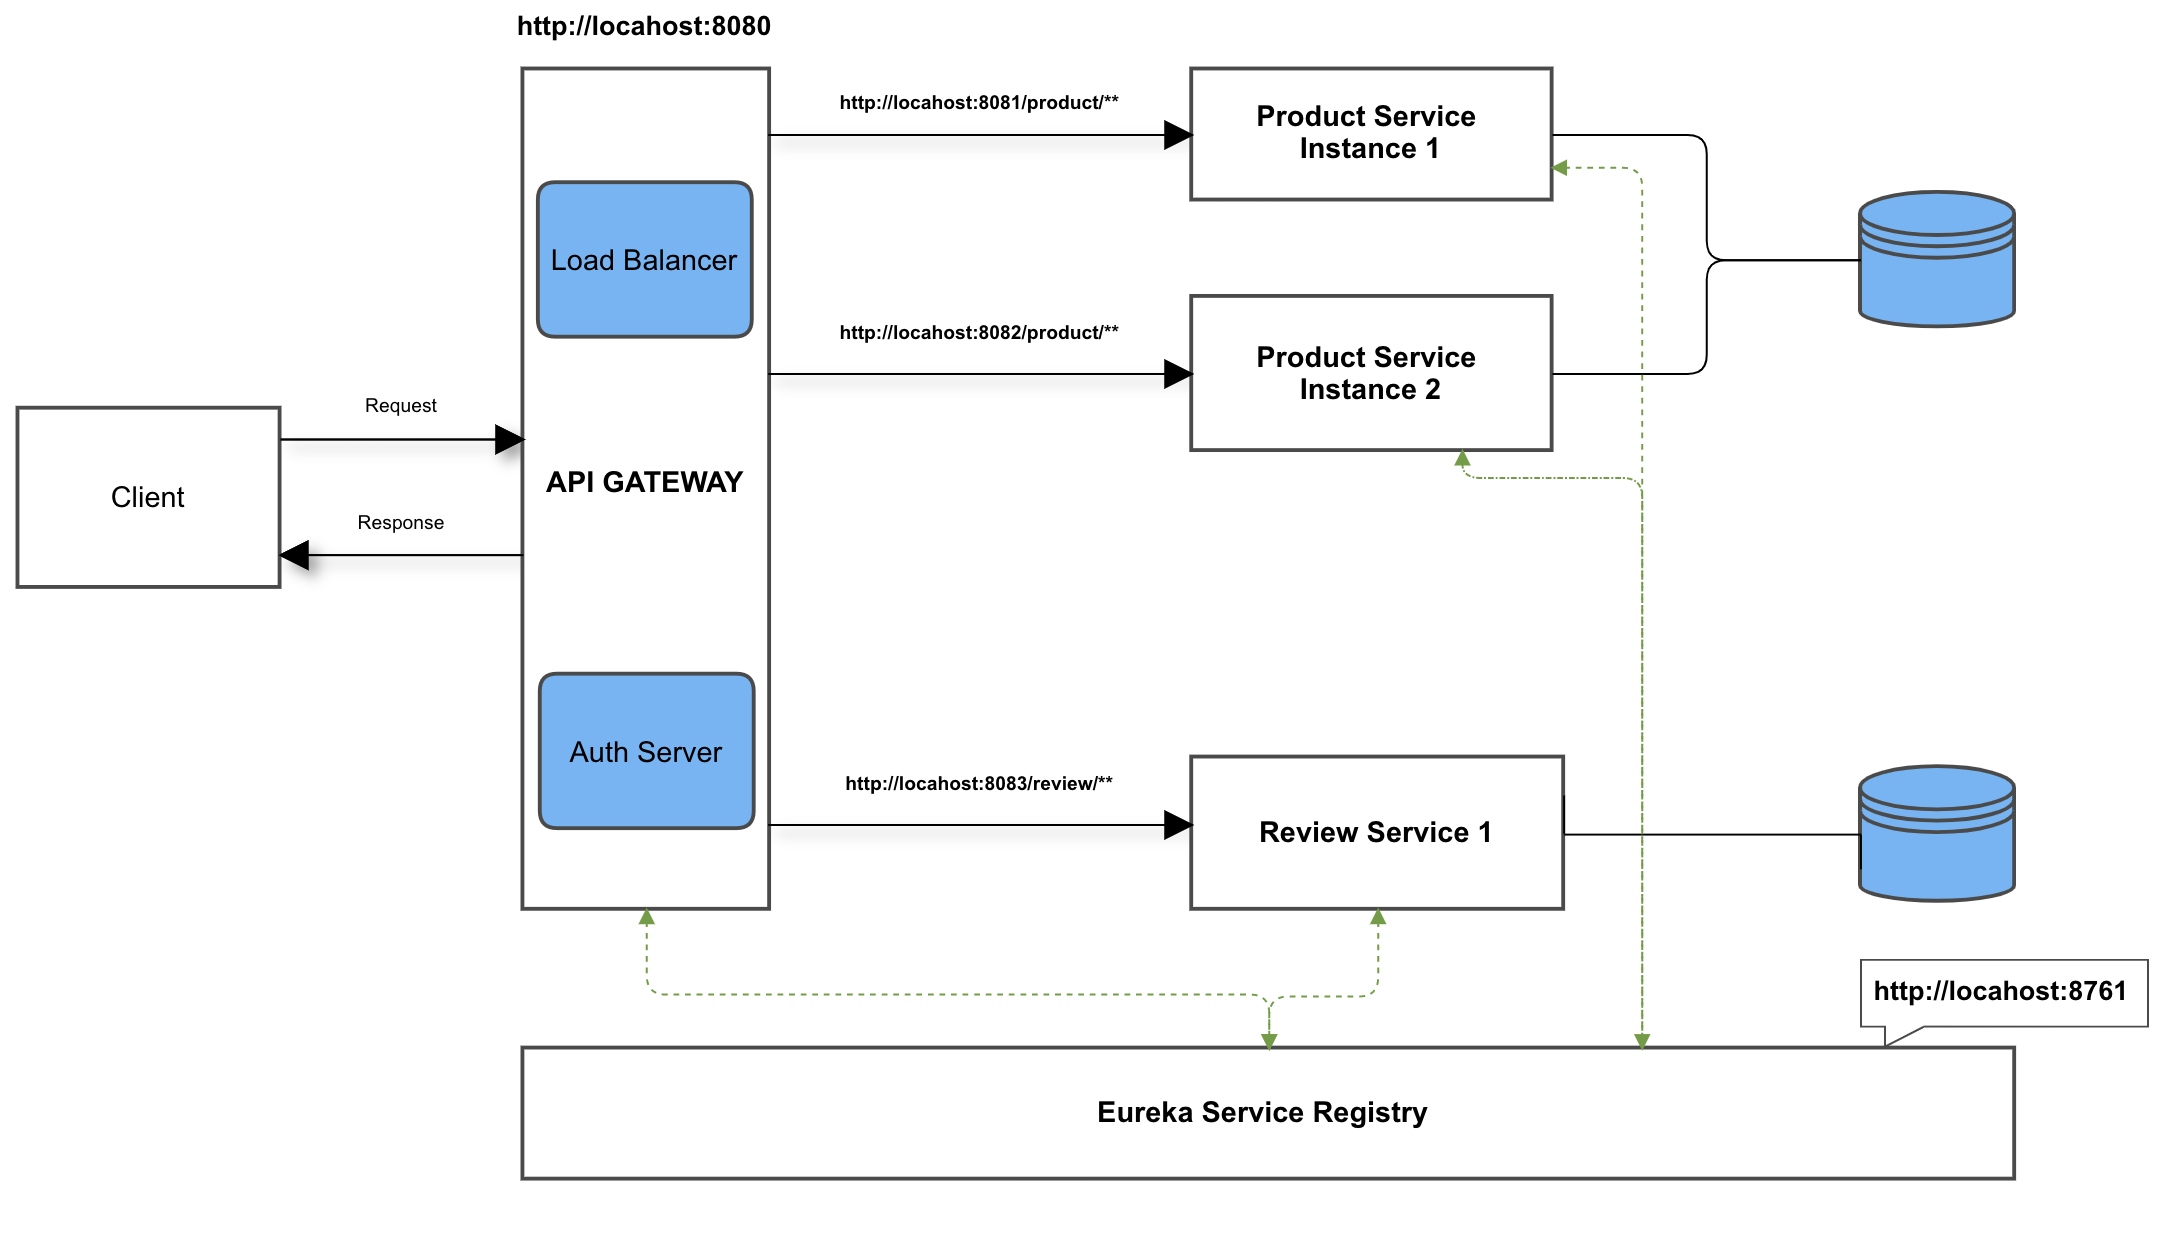 http://locahost:8080
http://locahost:8081/product/**
Product Service
Instance 1
Load Balancer
http://locahost:8082/product/**
Product Service
Instance 2
Request
API GATEWAY
Client
Response
Auth Server
http://locahost:8083/review/**
Review Service 1
http://locahost:8761
Eureka Service Registry